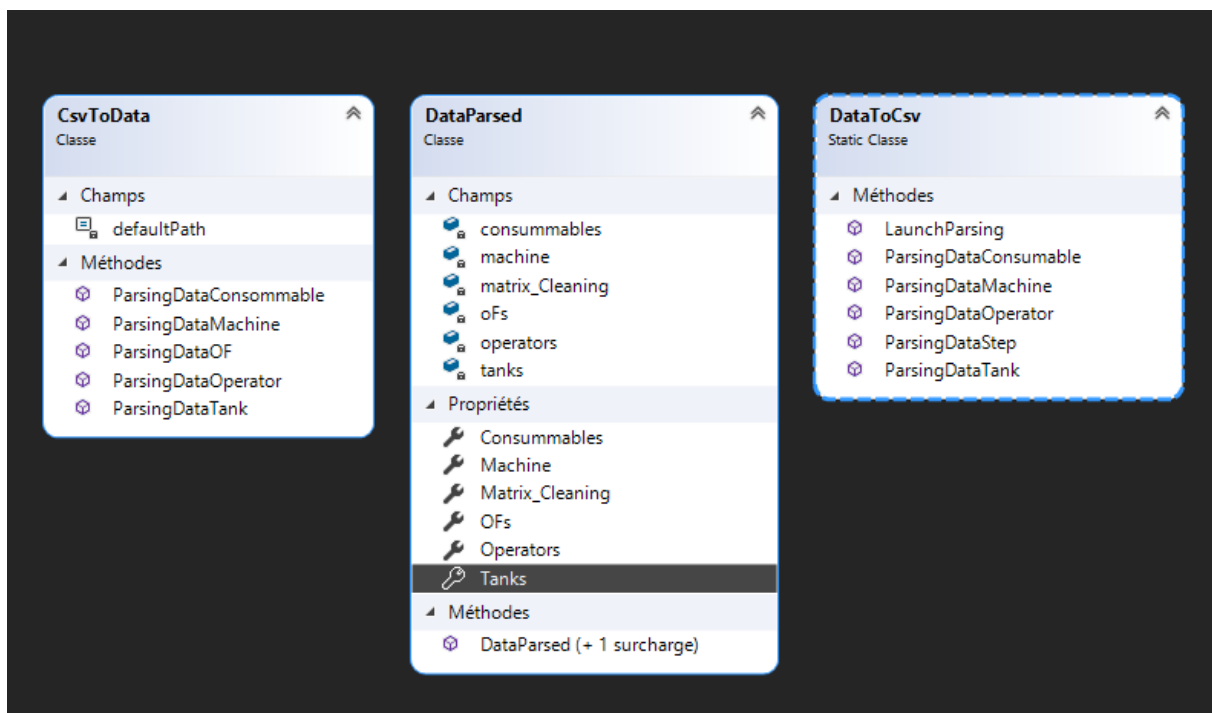 CsvToData
Classe
Champs
defaultPath
Méthodes
ParsingDataConsommable
ParsingDataMachine
ParsingDataOF
ParsingDataOperator
ParsingDataTank
DataParsed
Classe
Champs
consummables
machine
matrix_Cleaning
oFs
operators
tanks
Propriétés
Consummables
Machine
Matrix_Cleaning
OFs
Operators
Tanks
Méthodes
DataParsed (+ 1 surcharge)
DataToCsv
Static Classe
Méthodes
LaunchParsing
ParsingDataConsumable
ParsingDataMachine
ParsingDataOperator
ParsingDataStep
ParsingDataTank